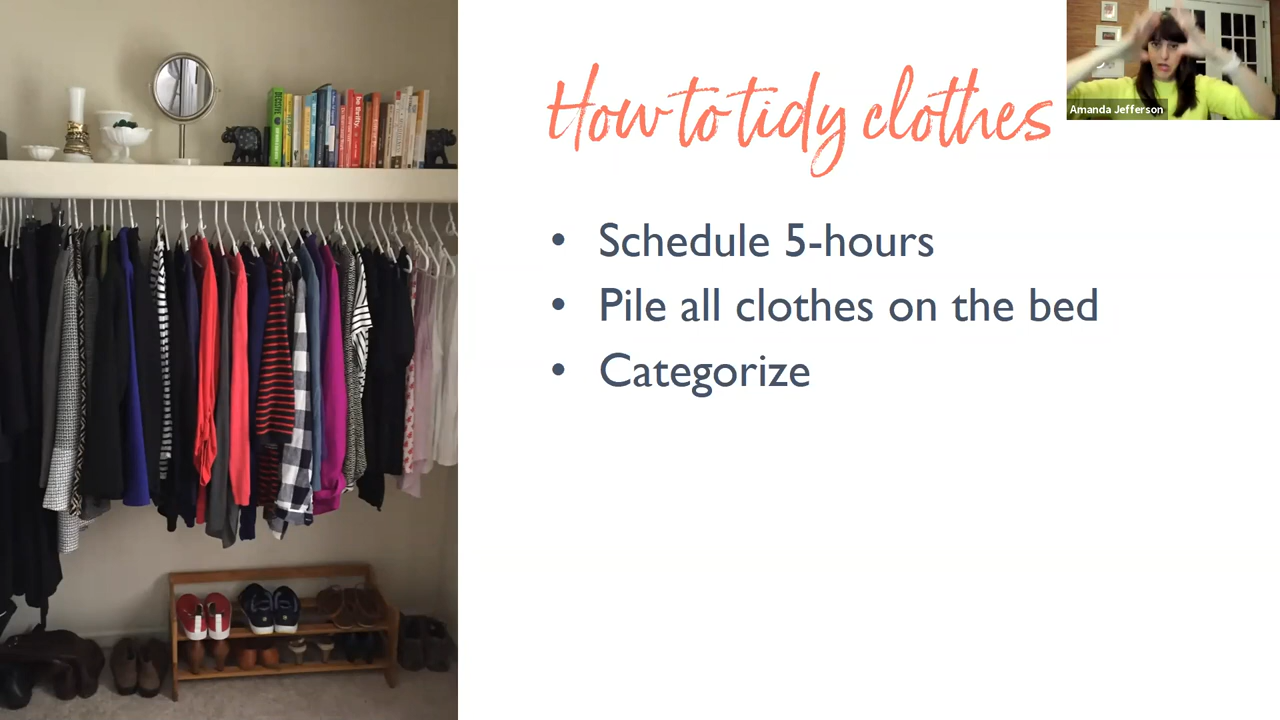 How to tidy clothes
Amanda Jefferson
• Schedule 5-hours
• Pile all clothes on the bed
• Categorize